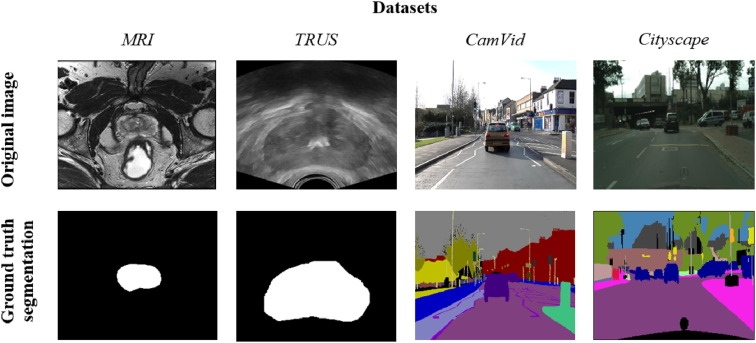 Datasets
MRI TRUS CamVid Cityscape
Original image
Ground truth
segmentation